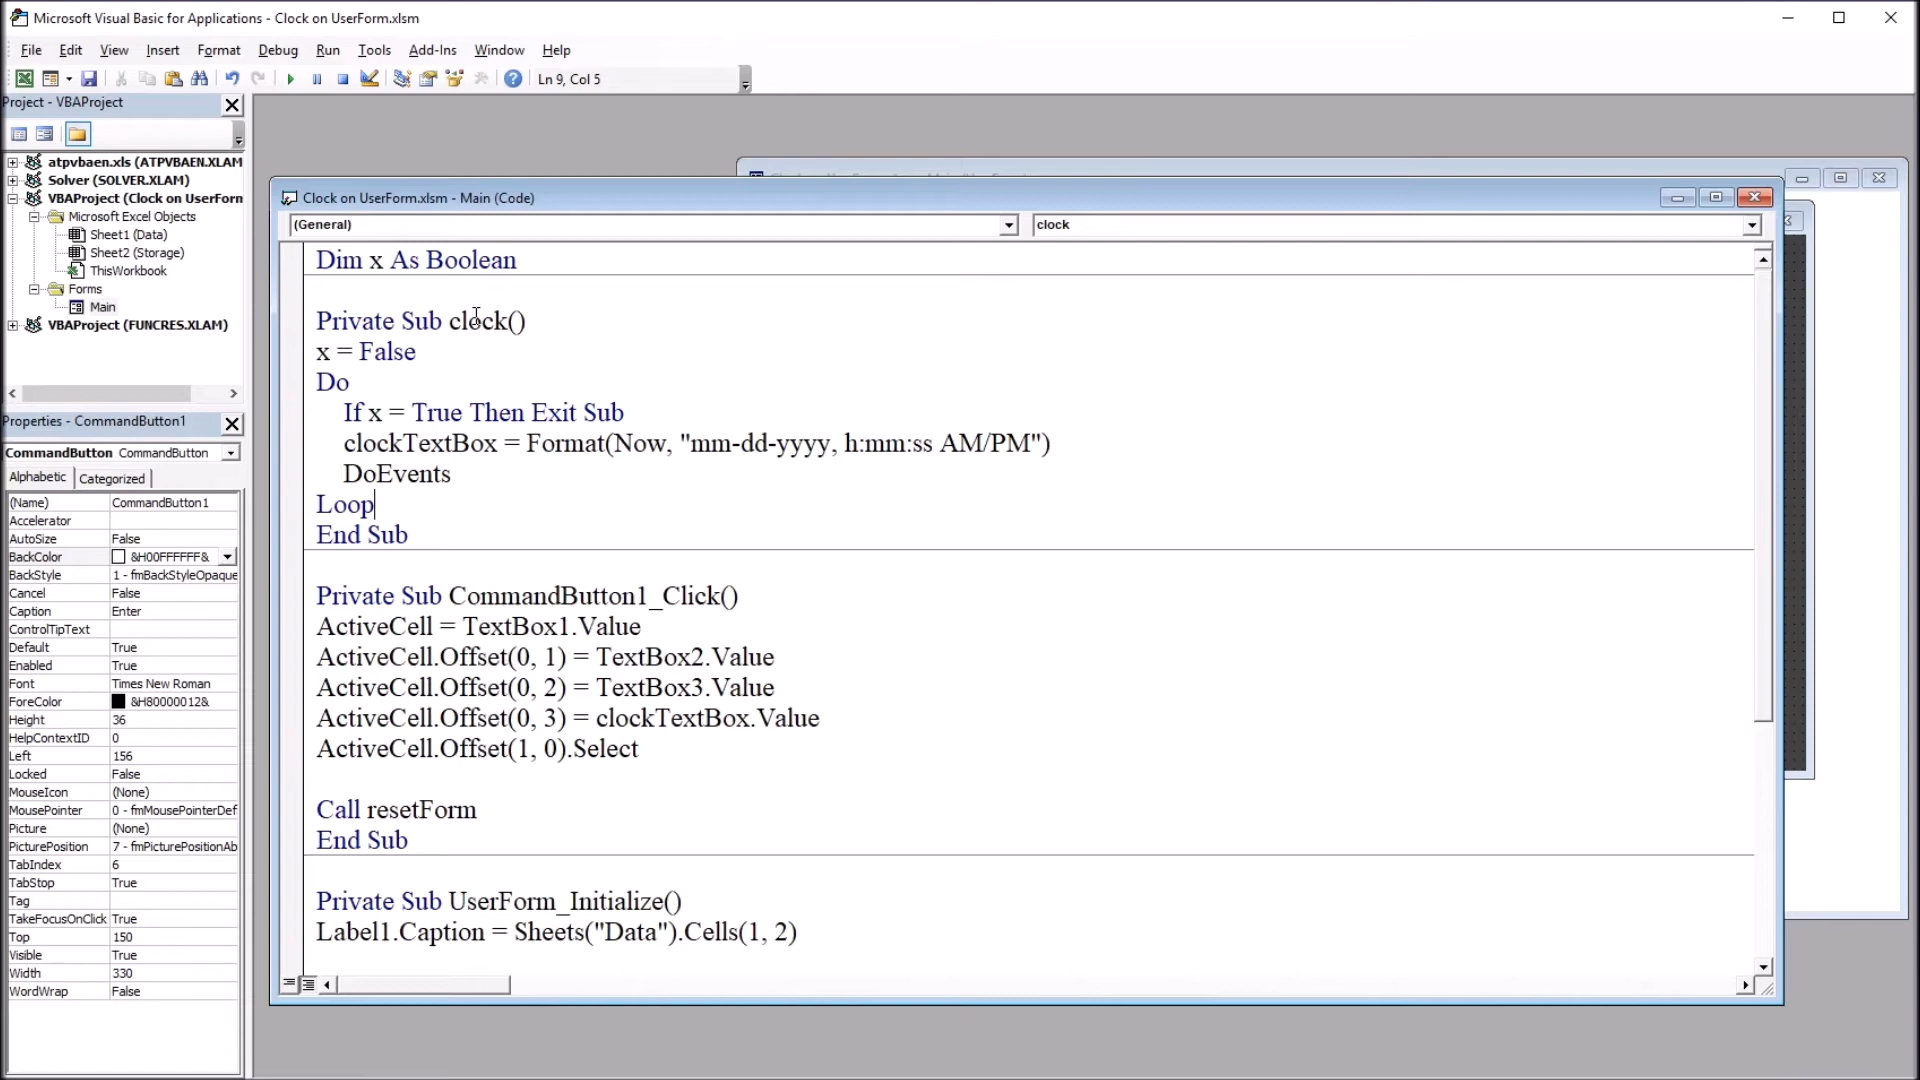 Microsoft Visual Basic for Applications - Clock on UserForm.xlsm
File Edit View Insert Format Debug Run Tools Add-Ins Window Help
Ln 9, Col 5
Project - VBAProject
atpvbaen.xls (ATPVBAEN.XLAM
Solver (SOLVER.XLAM)
VBAProject (Clock on UserForm
Microsoft Excel Objects
Sheet1 (Data)
Sheet2 (Storage)
ThisWorkbook
Forms
Main
VBAProject (FUNCRES.XLAM)
Properties - CommandButton1
CommandButton CommandButton
Alphabetic Categorized
(Name) CommandButton1
Accelerator
AutoSize False
BackColor &H00FFFFFF&
BackStyle 1 - fmBackStyleOpaque
Cancel False
Caption Enter
ControlTipText
Default True
Enabled True
Font Times New Roman
ForeColor &H80000012&
Height 36
HelpContextID 0
Left 156
Locked False
MouseIcon (None)
MousePointer 0 - fmMousePointerDef
Picture (None)
PicturePosition 7 - fmPicturePositionAb
TabIndex 6
TabStop True
Tag
TakeFocusOnClick True
Top 150
Visible True
Width 330
WordWrap False
Clock on UserForm.xlsm - Main (Code)
(General) clock
Dim x As Boolean
Private Sub clock()
x = False
Do
If x = True Then Exit Sub
clockTextBox = Format(Now, "mm-dd-yyyy, h:mm:ss AM/PM")
DoEvents
Loop
End Sub
Private Sub CommandButton1_Click()
ActiveCell = TextBox1.Value
ActiveCell.Offset(0, 1) = TextBox2.Value
ActiveCell.Offset(0, 2) = TextBox3.Value
ActiveCell.Offset(0, 3) = clockTextBox.Value
ActiveCell.Offset(1, 0).Select
Call resetForm
End Sub
Private Sub UserForm_Initialize()
Label1.Caption = Sheets("Data").Cells(1, 2)